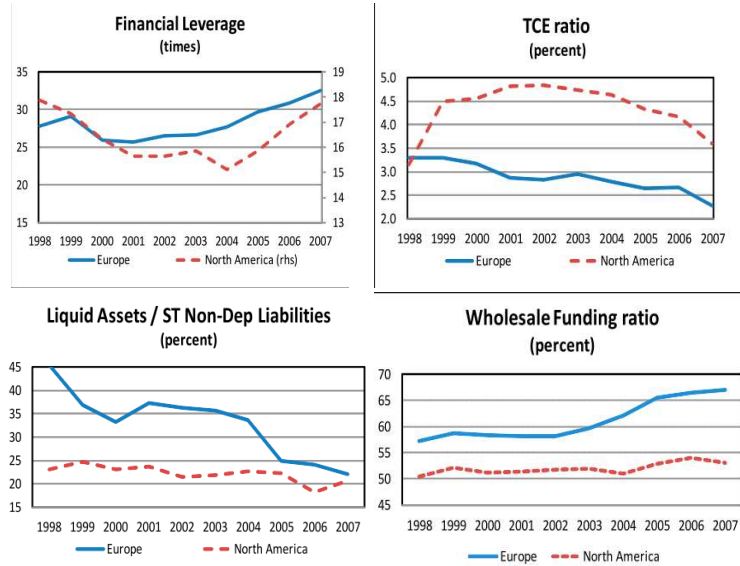 Financial Leverage
(times)
35
30
25
20
15
19
18
17
16
15
14
13
1998 1999 2000 2001 2002 2003 2004 2005 2006 2007
Europe North America (rhs)
TCE ratio
(percent)
5.0
4.5
4.0
3.5
3.0
2.5
2.0
1998 1999 2000 2001 2002 2003 2004 2005 2006 2007
Europe North America
Liquid Assets / ST Non-Dep Liabilities
(percent)
45
40
35
30
25
20
15
1998 1999 2000 2001 2002 2003 2004 2005 2006 2007
Europe North America
Wholesale Funding ratio
(percent)
70
65
60
55
50
45
1998 1999 2000 2001 2002 2003 2004 2005 2006 2007
Europe North America